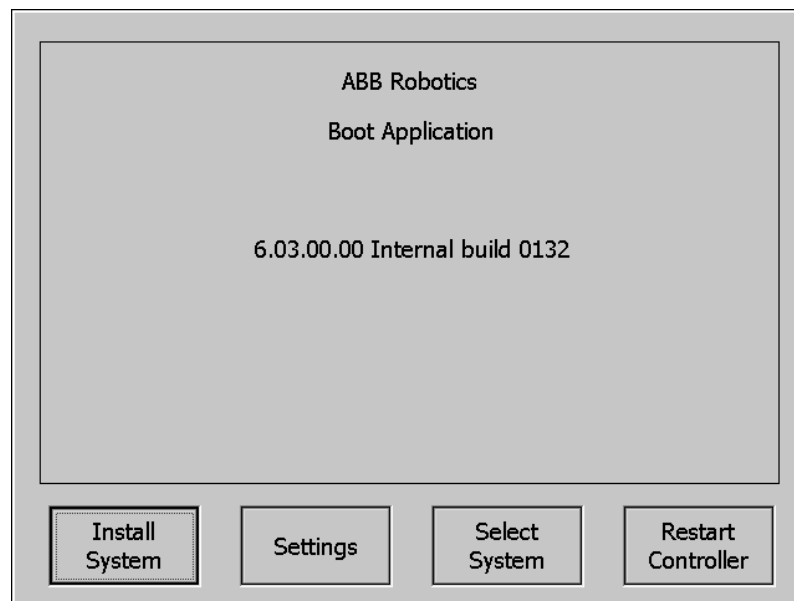 ABB Robotics
Boot Application
6.03.00.00 Internal build 0132
Install
System
Settings
Select
System
Restart
Controller